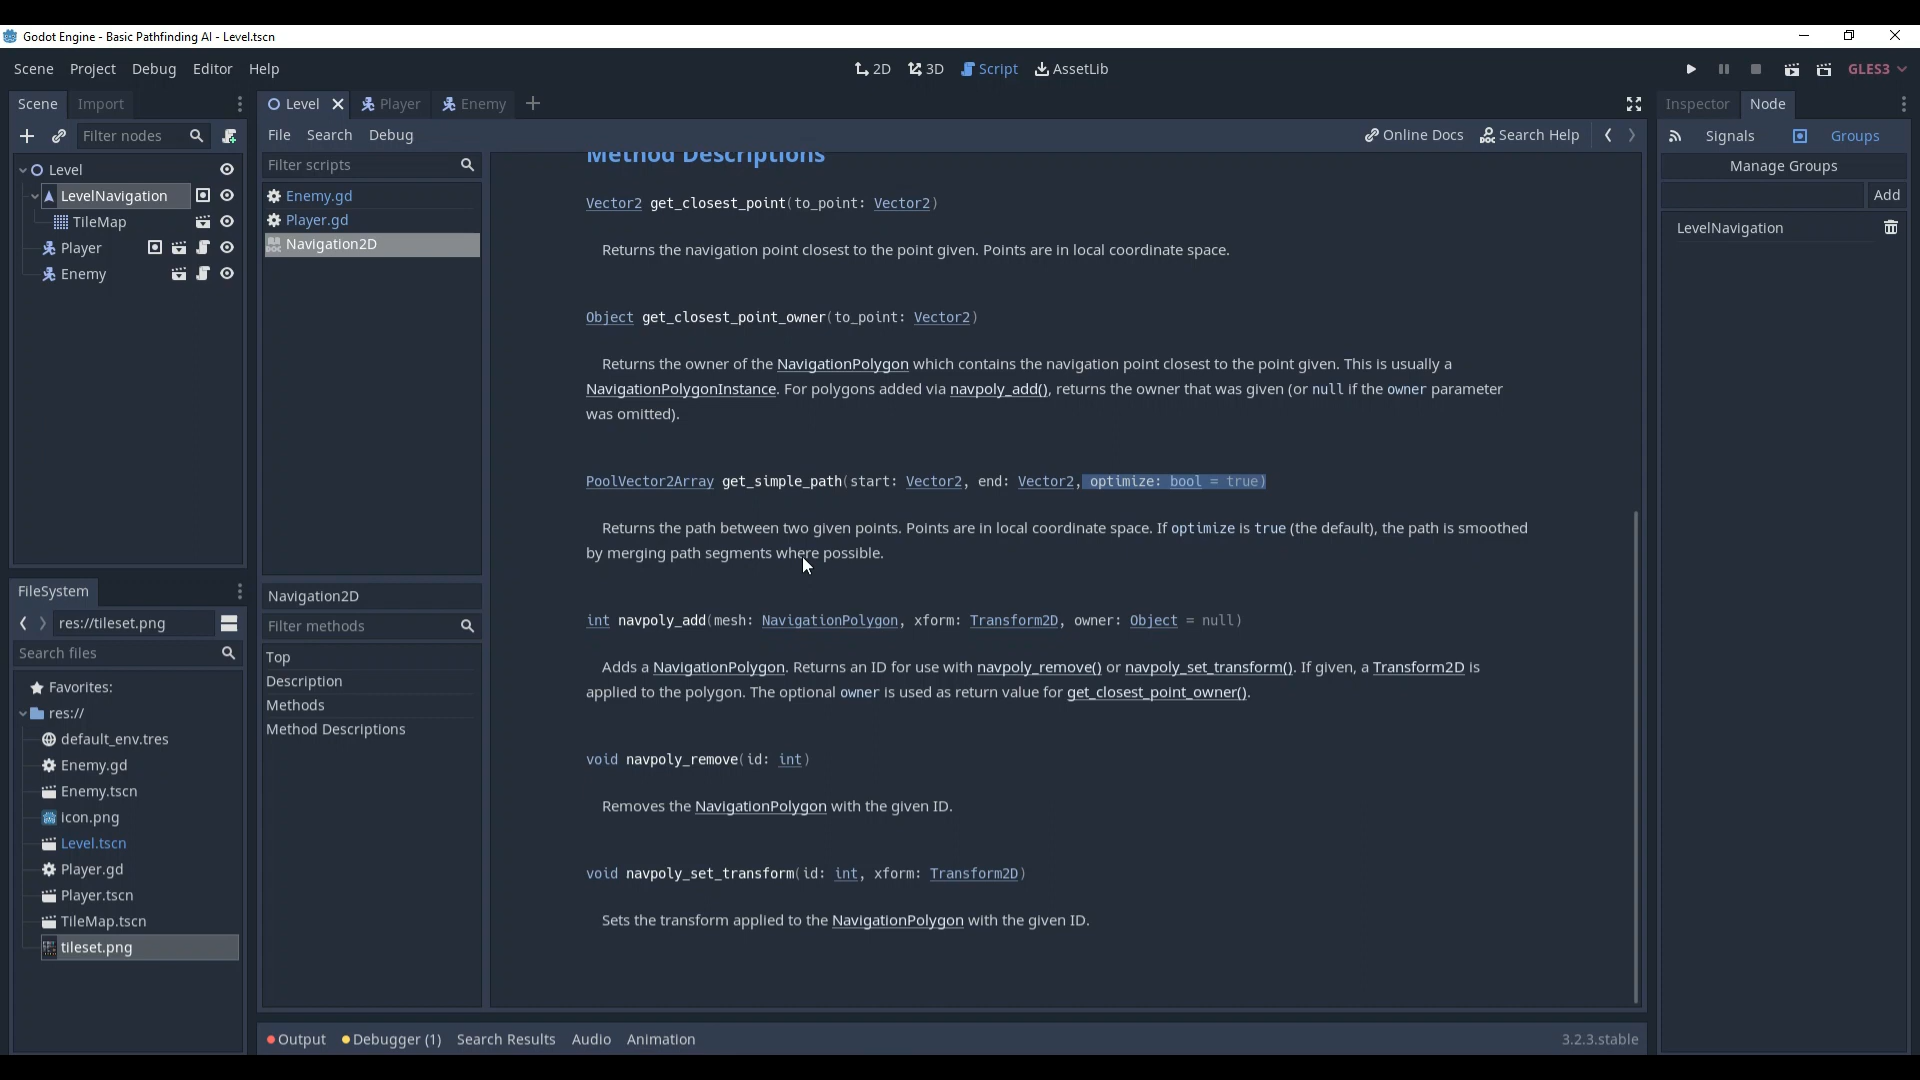 Godot Engine - Basic Pathfinding AI - Level.tscn
Scene Project Debug Editor Help
2D 3D Script AssetLib
GLES3
Scene Import
Level Player Enemy
Inspector Node
Filter nodes
File Search Debug
Online Docs Search Help
Signals Groups
Manage Groups
Add
LevelNavigation
Level
LevelNavigation
TileMap
Player
Enemy
Filter scripts
Enemy.gd
Player.gd
Navigation2D
Method Descriptions
Vector2 get_closest_point(to_point: Vector2)
Returns the navigation point closest to the point given. Points are in local coordinate space.
Object get_closest_point_owner(to_point: Vector2)
Returns the owner of the NavigationPolygon which contains the navigation point closest to the point given. This is usually a
NavigationPolygonInstance. For polygons added via navpoly_add(), returns the owner that was given (or null if the owner parameter
was omitted).
PoolVector2Array get_simple_path(start: Vector2, end: Vector2, optimize: bool = true)
Returns the path between two given points. Points are in local coordinate space. If optimize is true (the default), the path is smoothed
by merging path segments where possible.
int navpoly_add(mesh: NavigationPolygon, xform: Transform2D, owner: Object = null)
Adds a NavigationPolygon. Returns an ID for use with navpoly_remove() or navpoly_set_transform(). If given, a Transform2D is
applied to the polygon. The optional owner is used as return value for get_closest_point_owner().
void navpoly_remove(id: int)
Removes the NavigationPolygon with the given ID.
void navpoly_set_transform(id: int, xform: Transform2D)
Sets the transform applied to the NavigationPolygon with the given ID.
FileSystem
res://tileset.png
Search files
Favorites:
res://
default_env.tres
Enemy.gd
Enemy.tscn
icon.png
Level.tscn
Player.gd
Player.tscn
TileMap.tscn
tileset.png
Navigation2D
Filter methods
Top
Description
Methods
Method Descriptions
Output Debugger (1) Search Results Audio Animation
3.2.3.stable